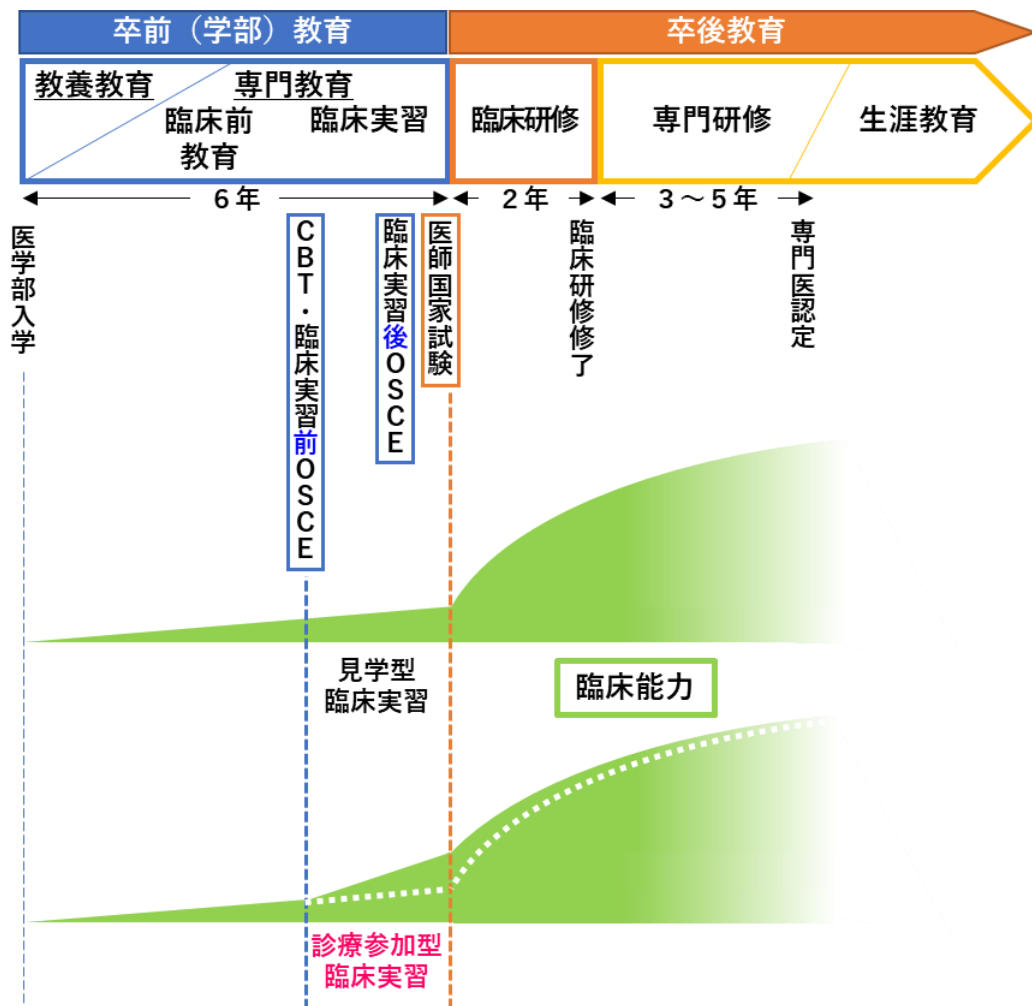 卒前（学部）教育
卒後教育
教養教育
専門教育
臨床前
教育
臨床実習
臨床研修
専門研修
生涯教育
6年
2年
3～5年
医学部入学
CBT・臨床実習前OSCE
臨床実習後OSCE
医師国家試験
臨床研修修了
専門医認定
見学型
臨床実習
臨床能力
診療参加型
臨床実習